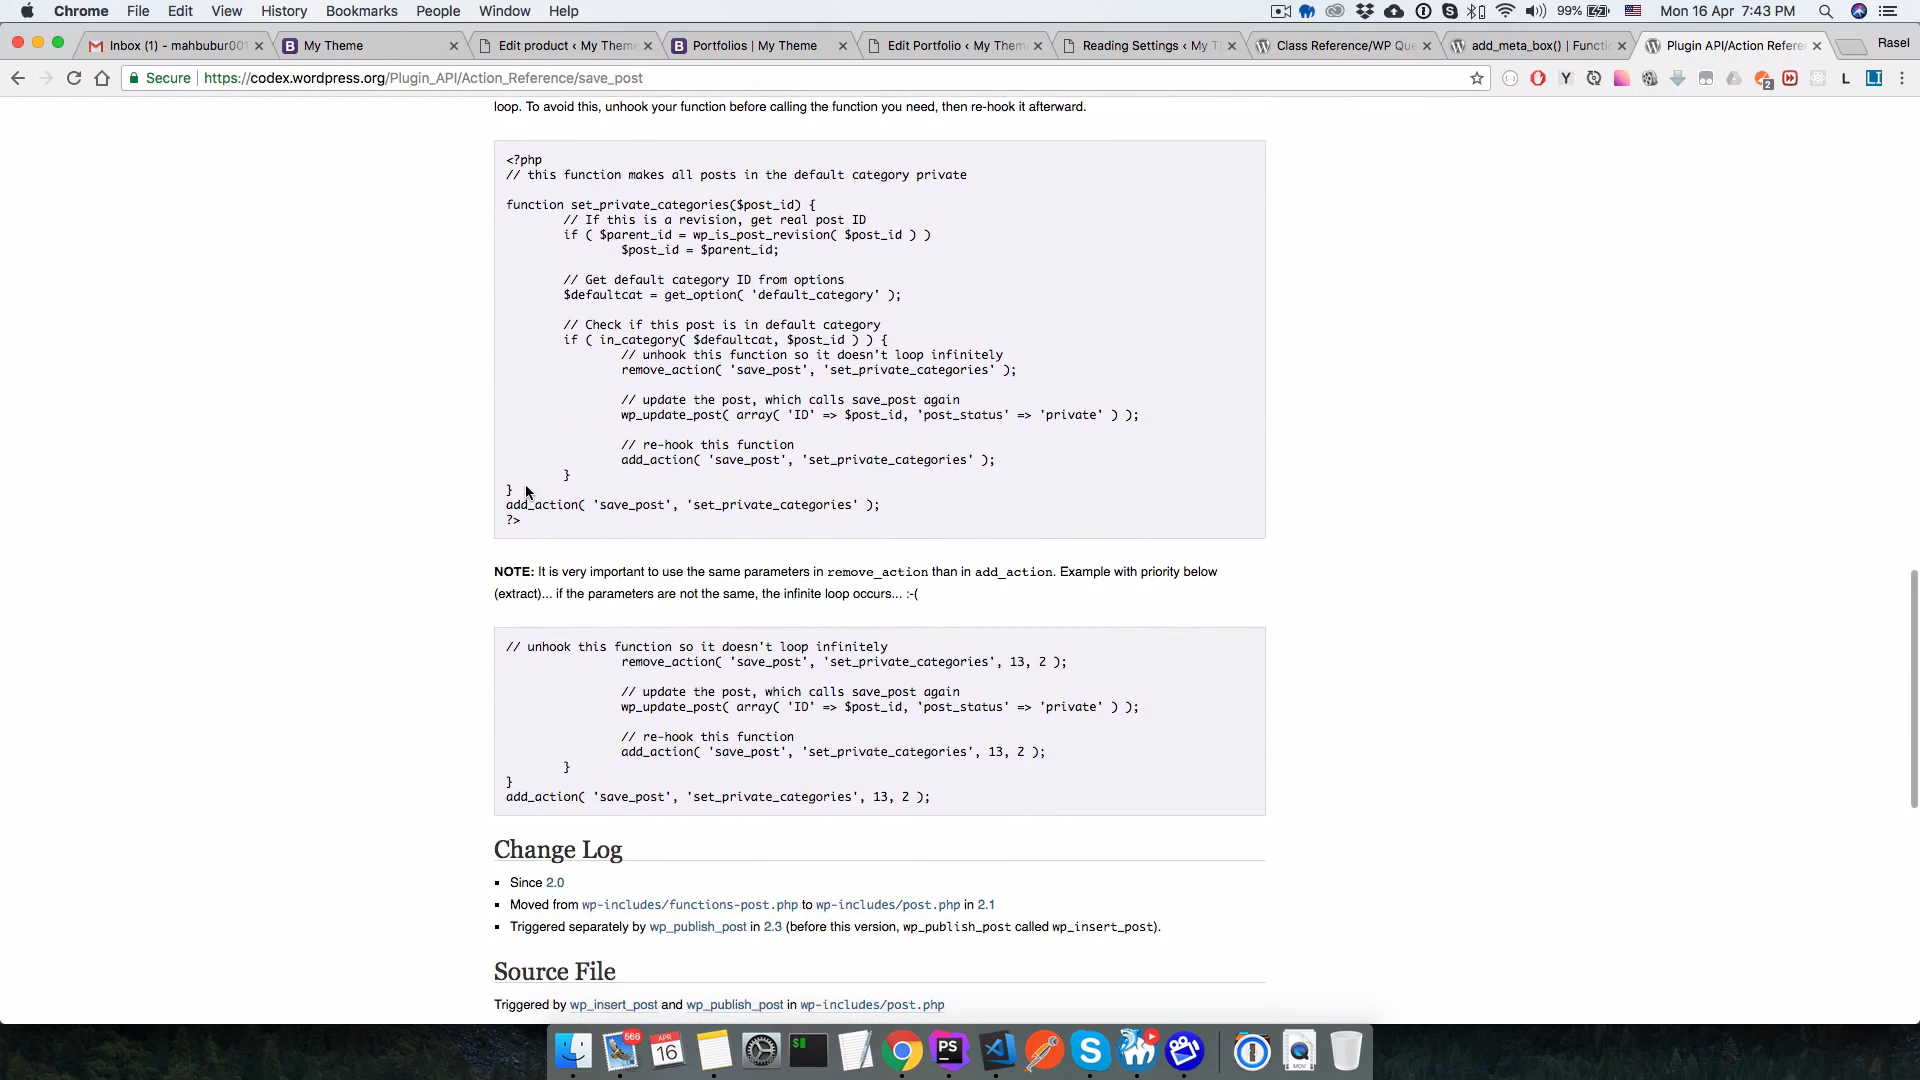 Chrome File Edit View History Bookmarks People Window Help 99% Mon 16 Apr 7:43 PM
Inbox (1) - mahbubur001 My Theme Edit product ‹ My Theme Portfolios | My Theme Edit Portfolio ‹ My Theme Reading Settings ‹ My T Class Reference/WP Que add_meta_box() | Functi Plugin API/Action Refere Rasel
Secure https://codex.wordpress.org/Plugin_API/Action_Reference/save_post
loop. To avoid this, unhook your function before calling the function you need, then re-hook it afterward.
<?php
// this function makes all posts in the default category private
function set_private_categories($post_id) {
// If this is a revision, get real post ID
if ( $parent_id = wp_is_post_revision( $post_id ) )
$post_id = $parent_id;
// Get default category ID from options
$defaultcat = get_option( 'default_category' );
// Check if this post is in default category
if ( in_category( $defaultcat, $post_id ) ) {
// unhook this function so it doesn't loop infinitely
remove_action( 'save_post', 'set_private_categories' );
// update the post, which calls save_post again
wp_update_post( array( 'ID' => $post_id, 'post_status' => 'private' ) );
// re-hook this function
add_action( 'save_post', 'set_private_categories' );
}
}
add_action( 'save_post', 'set_private_categories' );
?>
NOTE: It is very important to use the same parameters in remove_action than in add_action. Example with priority below
(extract)... if the parameters are not the same, the infinite loop occurs... :-(
// unhook this function so it doesn't loop infinitely
remove_action( 'save_post', 'set_private_categories', 13, 2 );
// update the post, which calls save_post again
wp_update_post( array( 'ID' => $post_id, 'post_status' => 'private' ) );
// re-hook this function
add_action( 'save_post', 'set_private_categories', 13, 2 );
}
}
add_action( 'save_post', 'set_private_categories', 13, 2 );
Change Log
Since 2.0
Moved from wp-includes/functions-post.php to wp-includes/post.php in 2.1
Triggered separately by wp_publish_post in 2.3 (before this version, wp_publish_post called wp_insert_post).
Source File
Triggered by wp_insert_post and wp_publish_post in wp-includes/post.php
566 APR 16 PS S